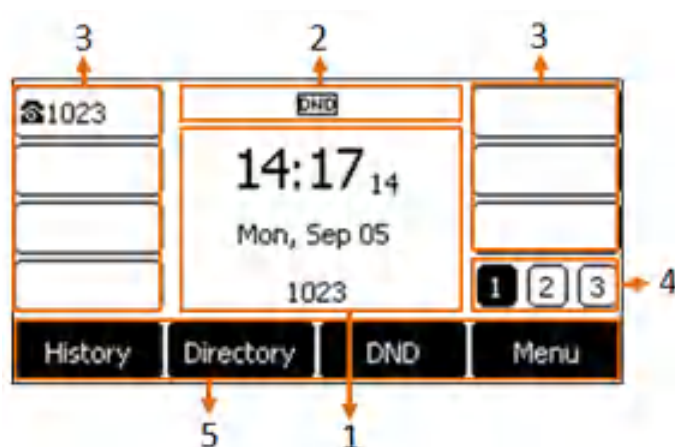 3 2 3
☎1023
DND
14:17 14
Mon, Sep 05
1023
1 2 3
4
History Directory DND Menu
5 1